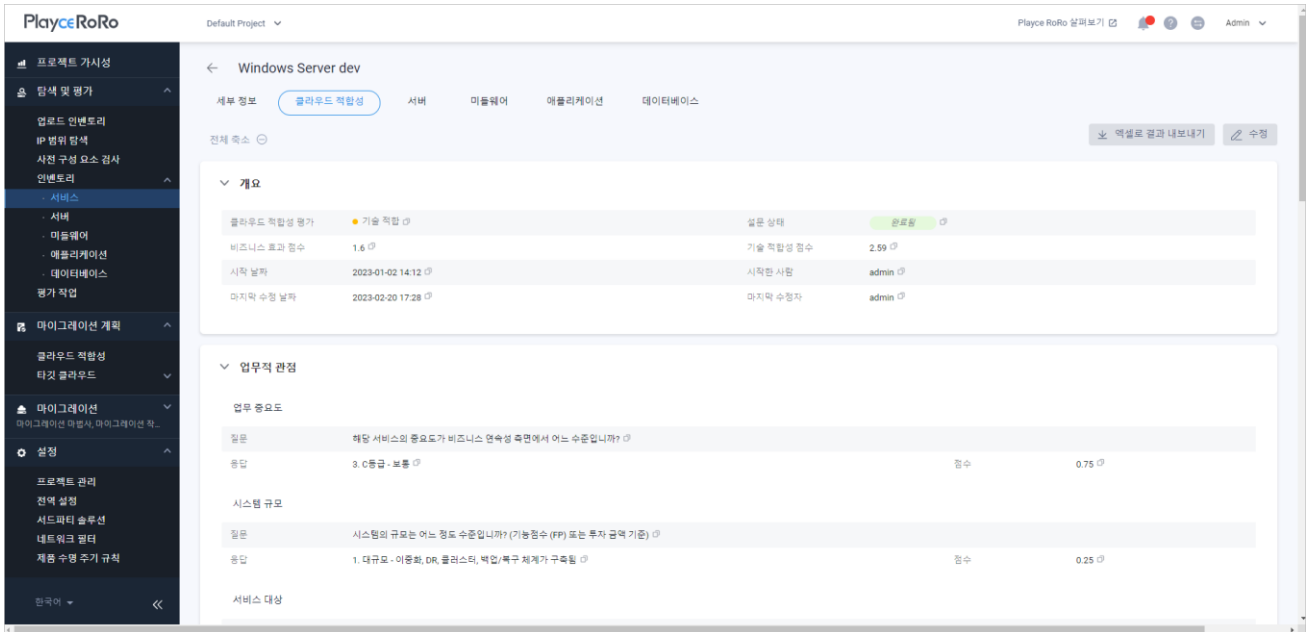 Playce RoRo
Default Project
Playce RoRo 살펴보기
Admin
프로젝트 가시성
탐색 및 평가
업로드 인벤토리
IP 범위 탐색
사전 구성 요소 검사
인벤토리
· 서비스
· 서버
· 미들웨어
· 애플리케이션
· 데이터베이스
평가 작업
마이그레이션 계획
클라우드 적합성
타깃 클라우드
마이그레이션
마이그레이션 마법사, 마이그레이션 작...
설정
프로젝트 관리
전역 설정
서드파티 솔루션
네트워크 필터
제품 수명 주기 규칙
한국어
Windows Server dev
세부 정보 클라우드 적합성 서버 미들웨어 애플리케이션 데이터베이스
전체 축소
엑셀로 결과 내보내기 수정
개요
클라우드 적합성 평가 기술 적합 설문 상태 완료됨
비즈니스 효과 점수 1.6 기술 적합성 점수 2.59
시작 날짜 2023-01-02 14:12 시작한 사람 admin
마지막 수정 날짜 2023-02-20 17:28 마지막 수정자 admin
업무적 관점
업무 중요도
질문 해당 서비스의 중요도가 비즈니스 연속성 측면에서 어느 수준입니까?
응답 3. C등급 - 보통 점수 0.75
시스템 규모
질문 시스템의 규모는 어느 정도 수준입니까? (기능점수 (FP) 또는 투자 금액 기준)
응답 1. 대규모 - 이중화, DR, 클러스터, 백업/복구 체계가 구축됨 점수 0.25
서비스 대상